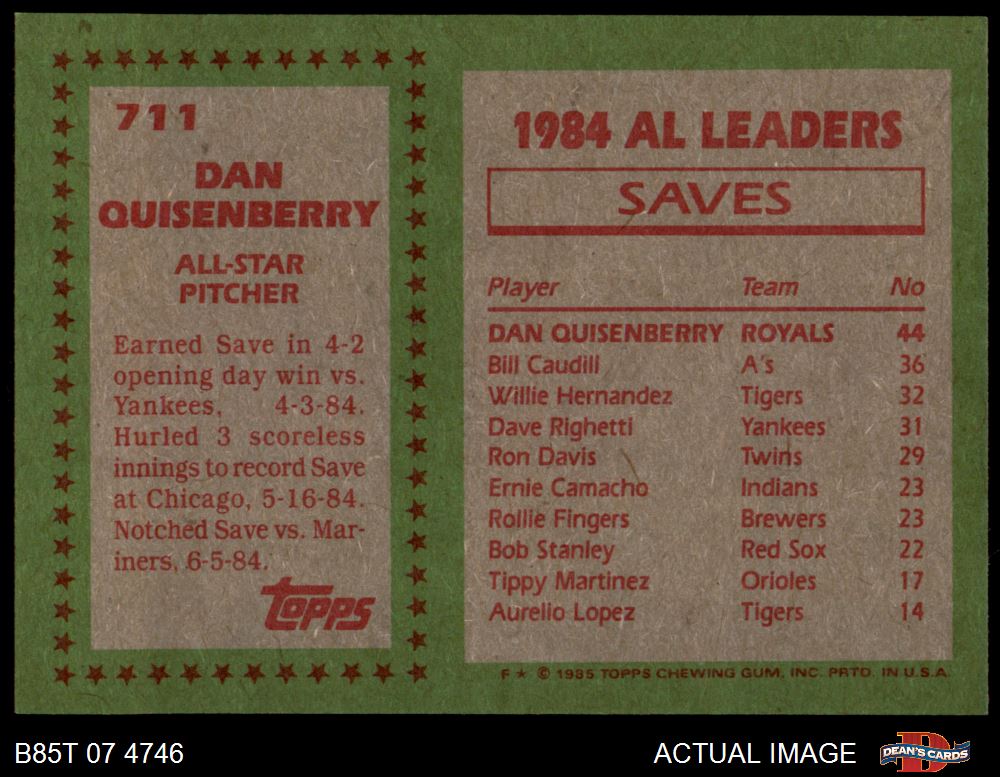 711
DAN
QUISENBERRY
ALL-STAR
PITCHER
Earned Save in 4-2
opening day win vs.
Yankees, 4-3-84.
Hurled 3 scoreless
innings to record Save
at Chicago, 5-16-84.
Notched Save vs. Mar-
iners, 6-5-84.
TOPPS
1984 AL LEADERS
SAVES
Player Team No
DAN QUISENBERRY ROYALS 44
Bill Caudill A's 36
Willie Hernandez Tigers 32
Dave Righetti Yankees 31
Ron Davis Twins 29
Ernie Camacho Indians 23
Rollie Fingers Brewers 23
Bob Stanley Red Sox 22
Tippy Martinez Orioles 17
Aurelio Lopez Tigers 14
F ★ © 1985 TOPPS CHEWING GUM, INC. PRTD. IN U.S.A.
B85T 07 4746
ACTUAL IMAGE
D
DEAN'S CARDS